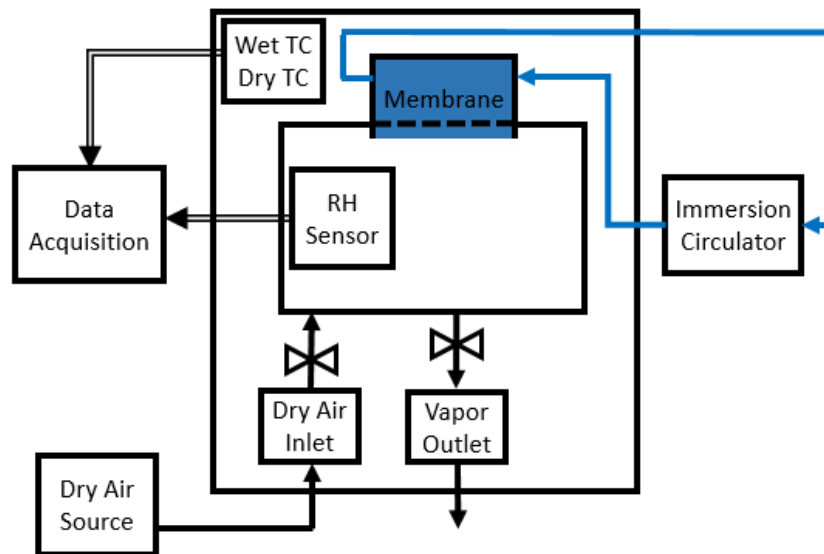 Wet TC
Dry TC
Membrane
Data
Acquisition
RH
Sensor
Immersion
Circulator
Dry Air
Inlet
Vapor
Outlet
Dry Air
Source